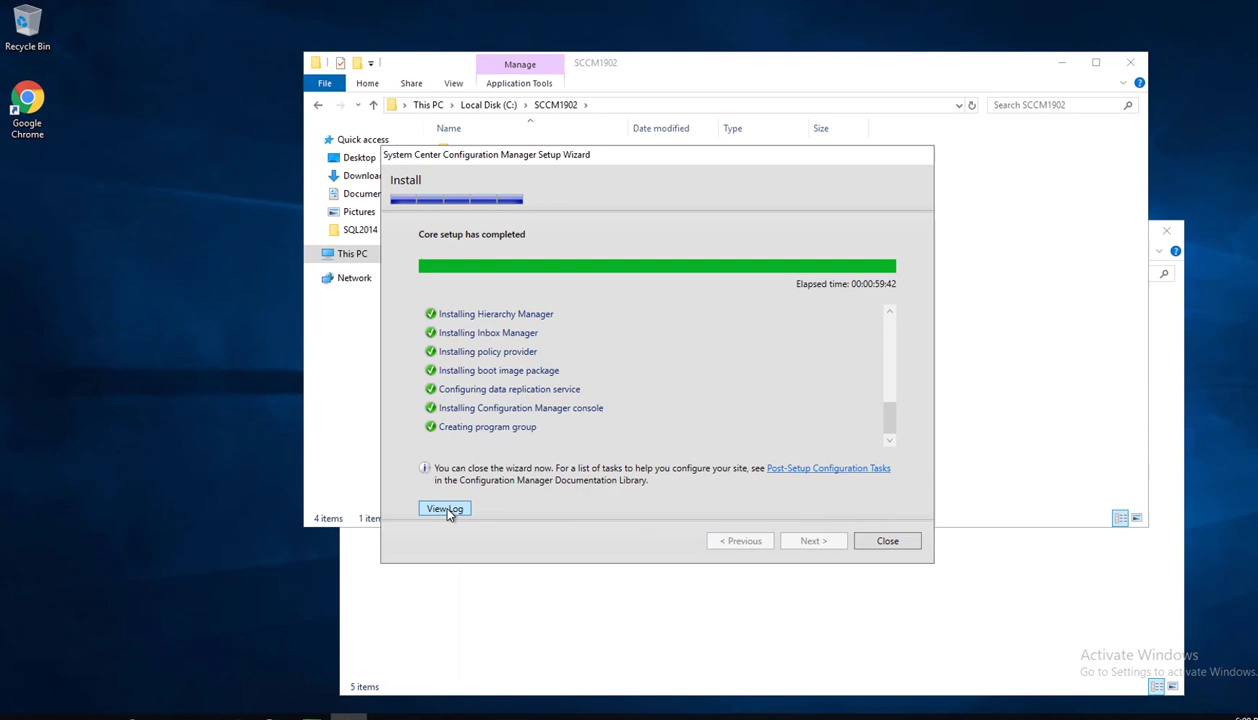 Recycle Bin
Google
Chrome
Manage
SCCM1902
File
Home
Share
View
Application Tools
This PC
Local Disk (C:)
SCCM1902
Search SCCM1902
Name
Date modified
Type
Size
Quick access
Desktop
Downloa
Documer
Pictures
SQL2014
This PC
Network
4 items
1 iten
System Center Configuration Manager Setup Wizard
Install
Core setup has completed
Elapsed time: 00:00:59:42
Installing Hierarchy Manager
Installing Inbox Manager
Installing policy provider
Installing boot image package
Configuring data replication service
Installing Configuration Manager console
Creating program group
You can close the wizard now. For a list of tasks to help you configure your site, see Post-Setup Configuration Tasks
in the Configuration Manager Documentation Library.
View Log
< Previous
Next >
Close
5 items
Activate Windows
Go to Settings to activate Windows.